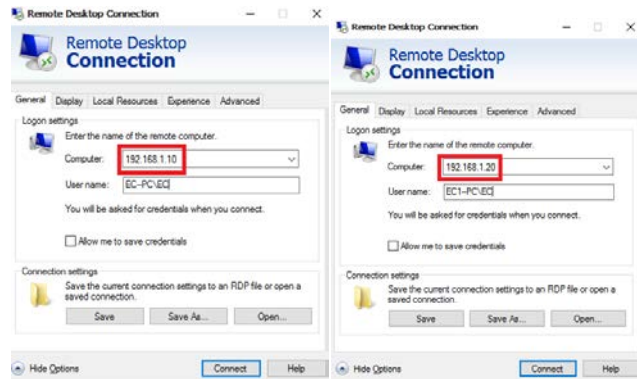 Remote Desktop Connection
Remote Desktop
Connection
General Display Local Resources Experience Advanced
Logon settings
Enter the name of the remote computer.
Computer: 192.168.1.10
User name: EC--PC\EC
You will be asked for credentials when you connect.
Allow me to save credentials
Connection settings
Save the current connection settings to an RDP file or open a
saved connection.
Save Save As... Open...
Hide Options Connect Help
Remote Desktop Connection
Remote Desktop
Connection
General Display Local Resources Experience Advanced
Logon settings
Enter the name of the remote computer.
Computer: 192.168.1.20
User name: EC1--PC\EC
You will be asked for credentials when you connect.
Allow me to save credentials
Connection settings
Save the current connection settings to an RDP file or open a
saved connection.
Save Save As... Open...
Hide Options Connect Help